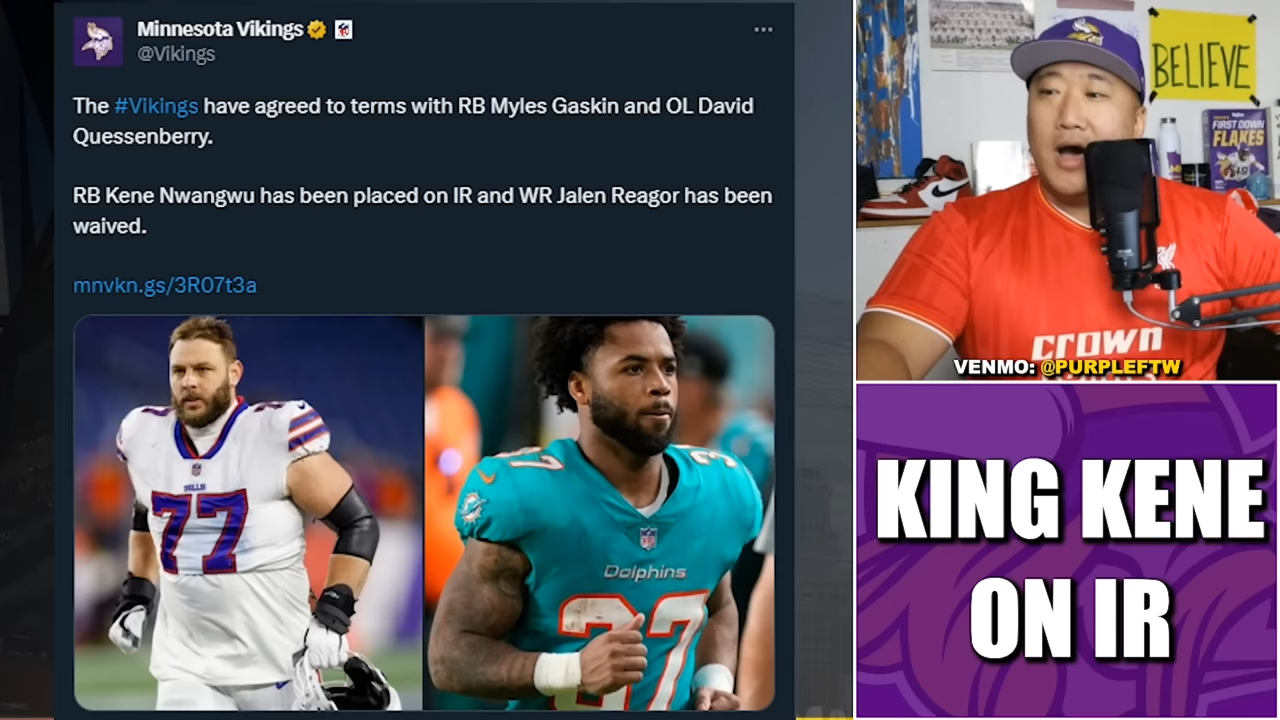 Minnesota Vikings
@Vikings
The #Vikings have agreed to terms with RB Myles Gaskin and OL David
Quessenberry.
RB Kene Nwangwu has been placed on IR and WR Jalen Reagor has been
waived.
mnvkn.gs/3R07t3a
BILLS
77
37
Dolphins
37
BELIEVE
FIRST DOWN
FLAKES
crown
VENMO: @PURPLEFTW
KING KENE
ON IR